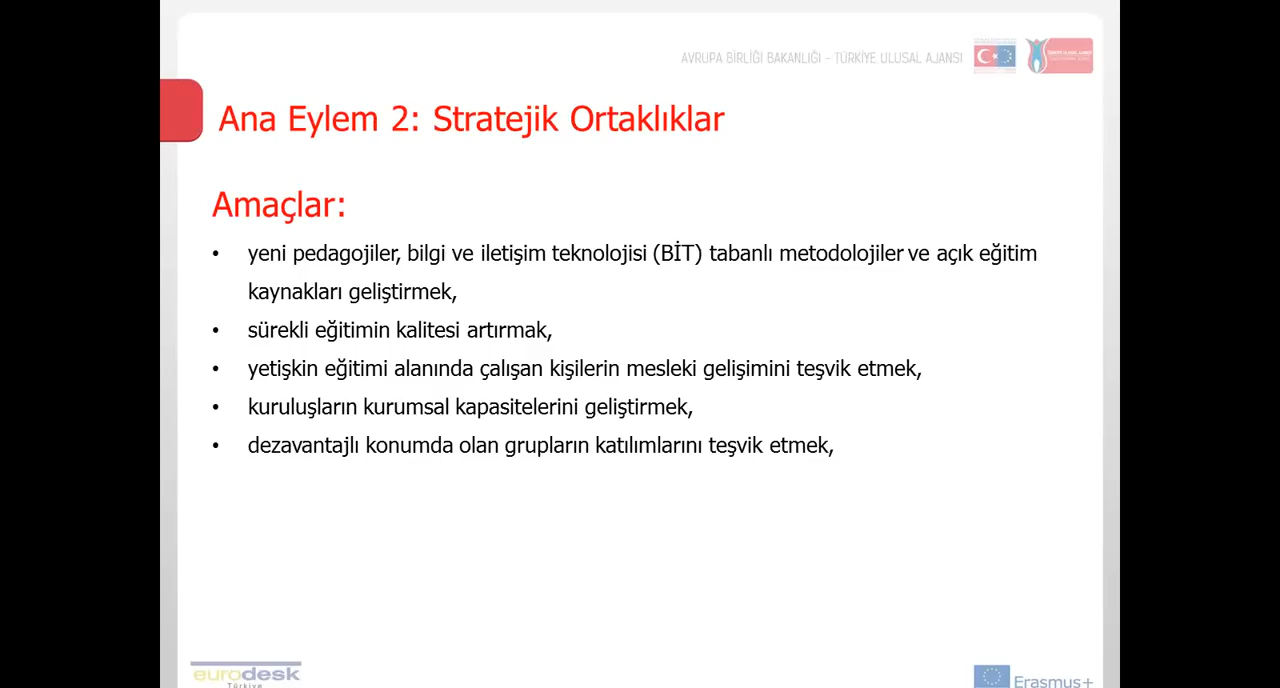 AVRUPA BİRLİĞİ BAKANLIĞI - TÜRKİYE ULUSAL AJANSI
Ana Eylem 2: Stratejik Ortaklıklar
Amaçlar:
• yeni pedagojiler, bilgi ve iletişim teknolojisi (BİT) tabanlı metodolojiler ve açık eğitim
kaynakları geliştirmek,
• sürekli eğitimin kalitesi artırmak,
• yetişkin eğitimi alanında çalışan kişilerin mesleki gelişimini teşvik etmek,
• kuruluşların kurumsal kapasitelerini geliştirmek,
• dezavantajlı konumda olan grupların katılımlarını teşvik etmek,
eurodesk
Türkiye
Erasmus+